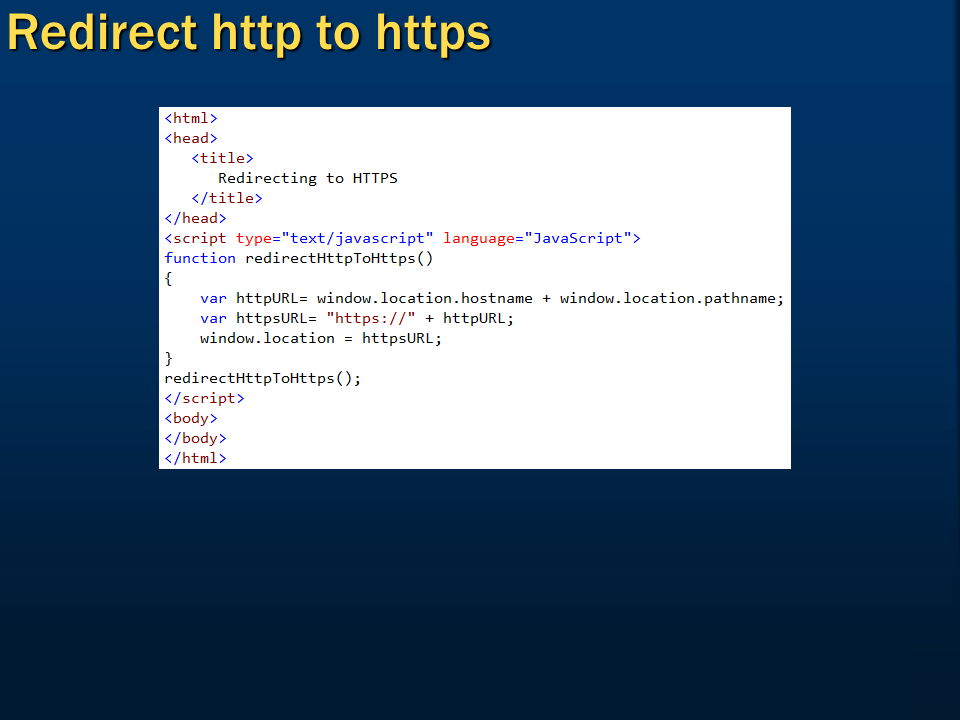 Redirect http to https
<html>
<head>
   <title>
      Redirecting to HTTPS
   </title>
</head>
<script type="text/javascript" language="JavaScript">
function redirectHttpToHttps()
{
    var httpURL= window.location.hostname + window.location.pathname;
    var httpsURL= "https://" + httpURL;
    window.location = httpsURL;
}
redirectHttpToHttps();
</script>
<body>
</body>
</html>